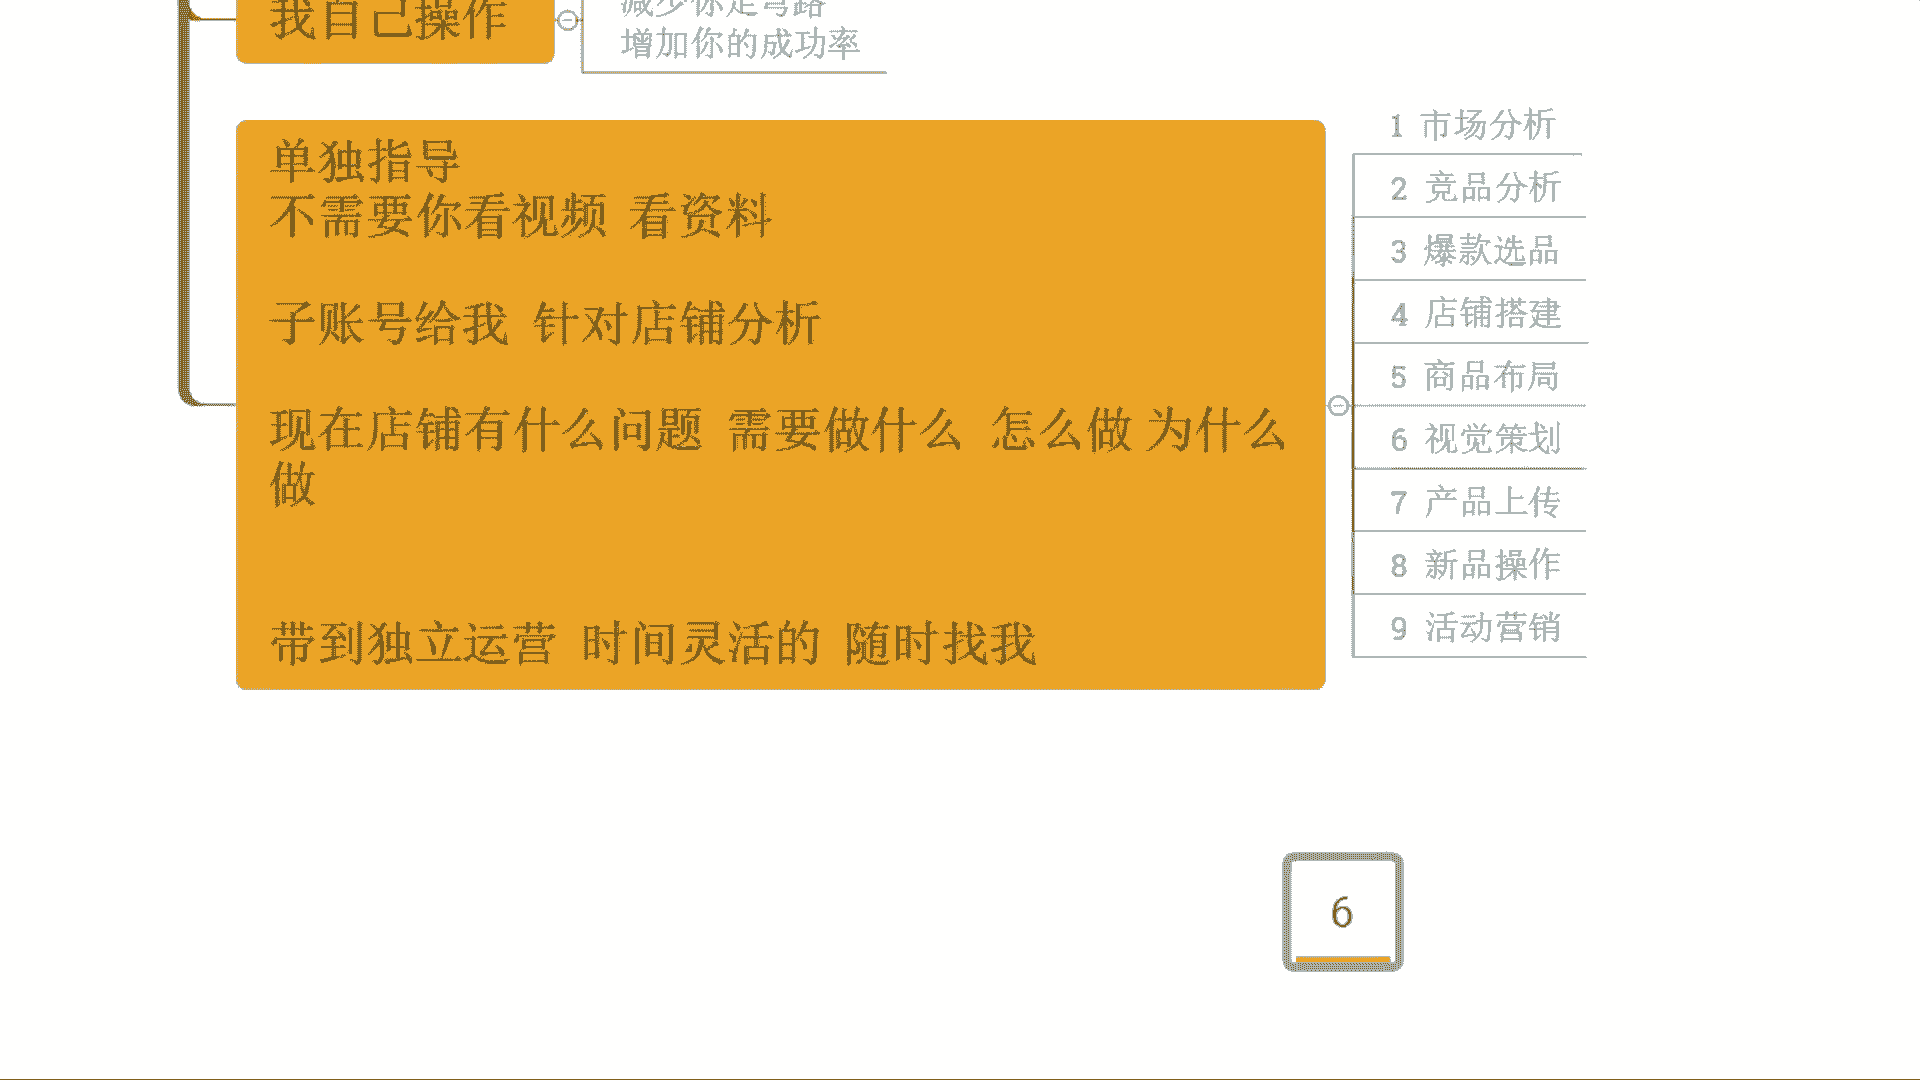 我自己操作
减少你走弯路
增加你的成功率
单独指导
不需要你看视频 看资料
子账号给我 针对店铺分析
现在店铺有什么问题 需要做什么 怎么做 为什么
做
带到独立运营 时间灵活的 随时找我
1 市场分析
2 竞品分析
3 爆款选品
4 店铺搭建
5 商品布局
6 视觉策划
7 产品上传
8 新品操作
9 活动营销
6